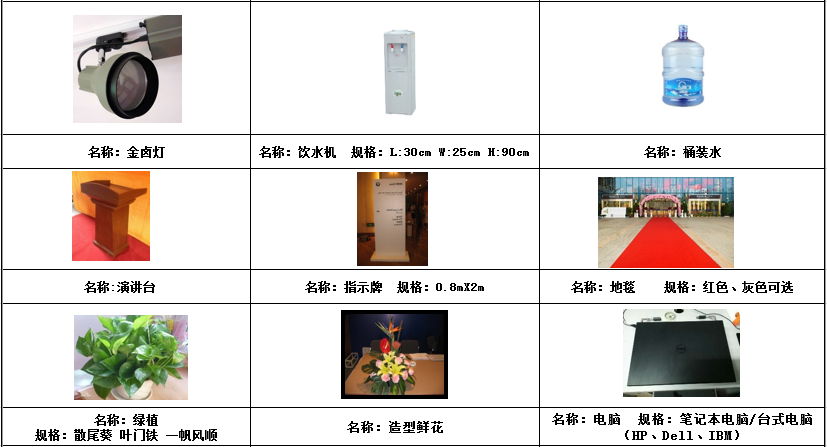 名称：金卤灯
名称：饮水机 规格：L:30cm W:25cm H:90cm
名称：桶装水
名称:演讲台
名称：指示牌 规格：0.8mX2m
名称：地毯 规格：红色、灰色可选
名称：绿植
规格：散尾葵 叶门铁 一帆风顺
名称：造型鲜花
名称：电脑 规格：笔记本电脑/台式电脑
（HP、Dell、IBM）